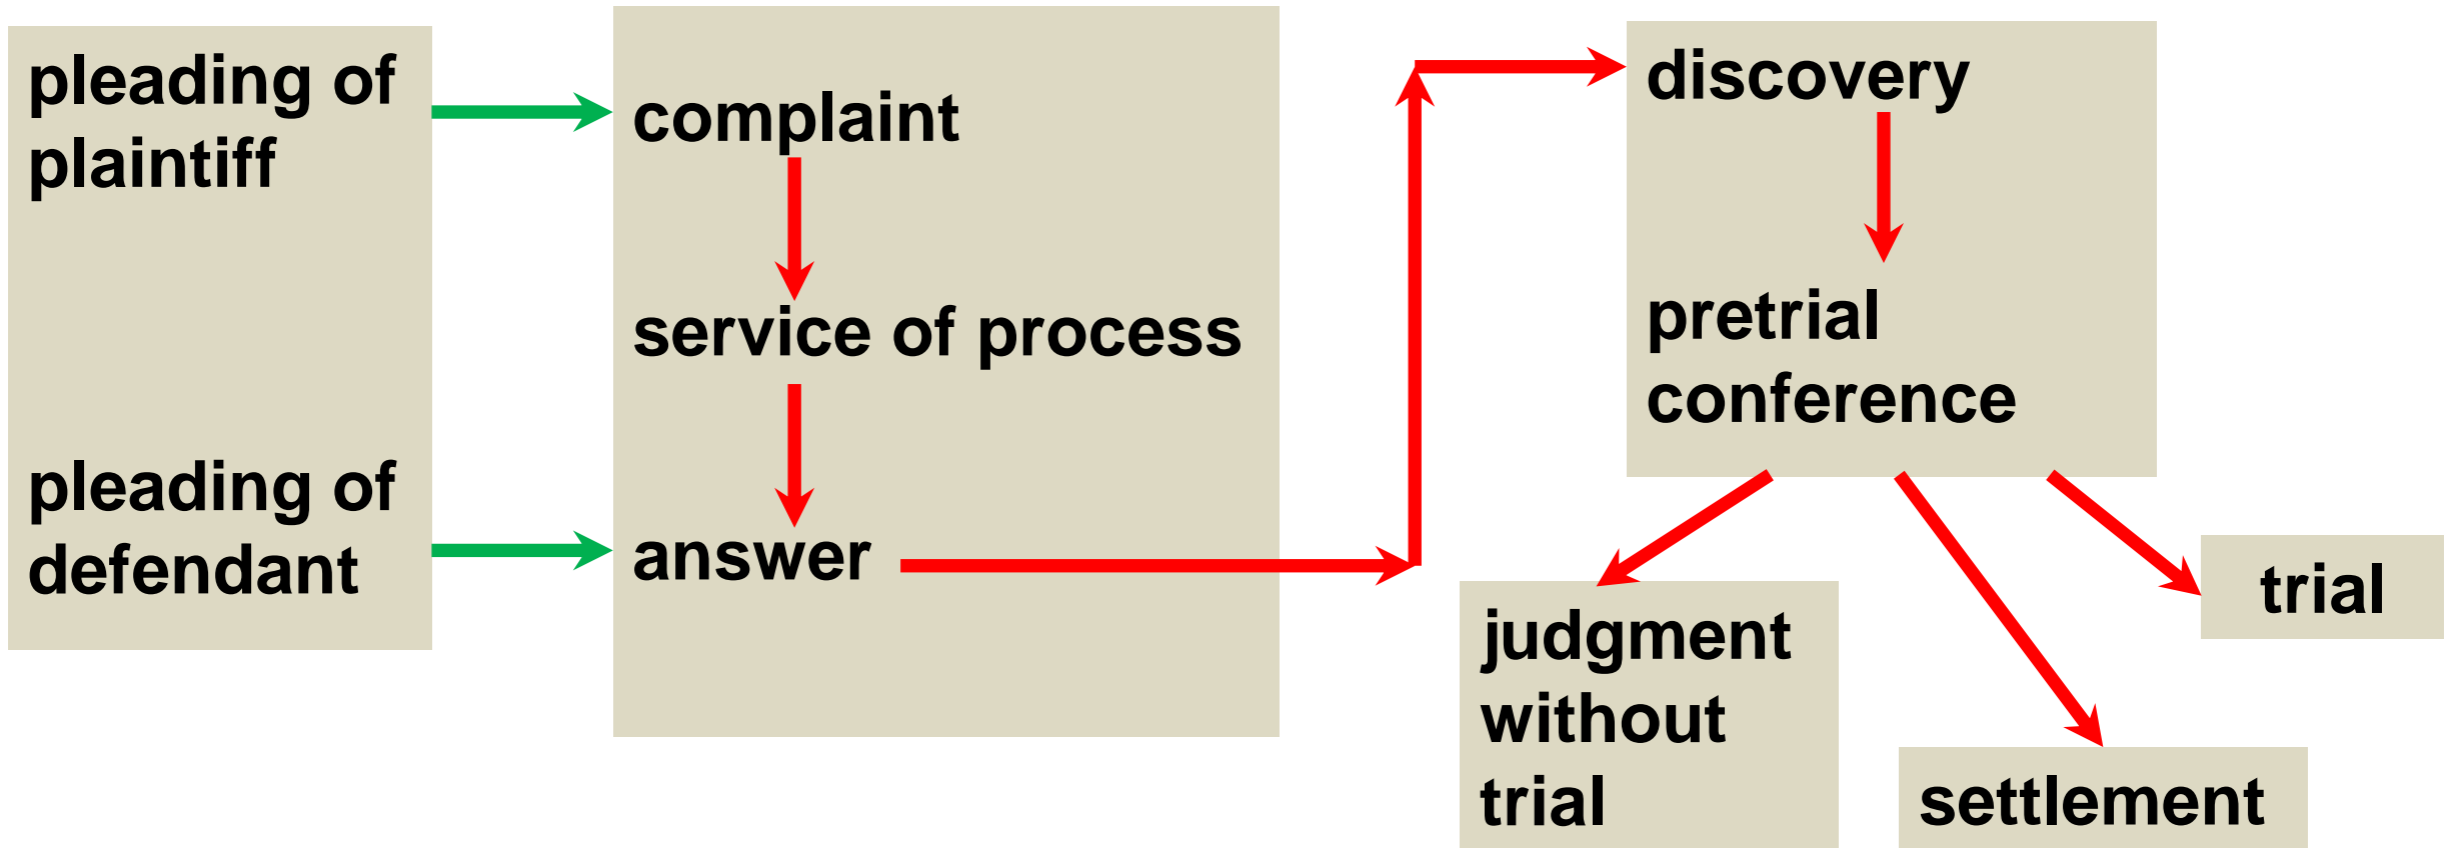 pleading of
plaintiff
pleading of
defendant
complaint
service of process
answer
discovery
pretrial
conference
judgment
without
trial
settlement
trial